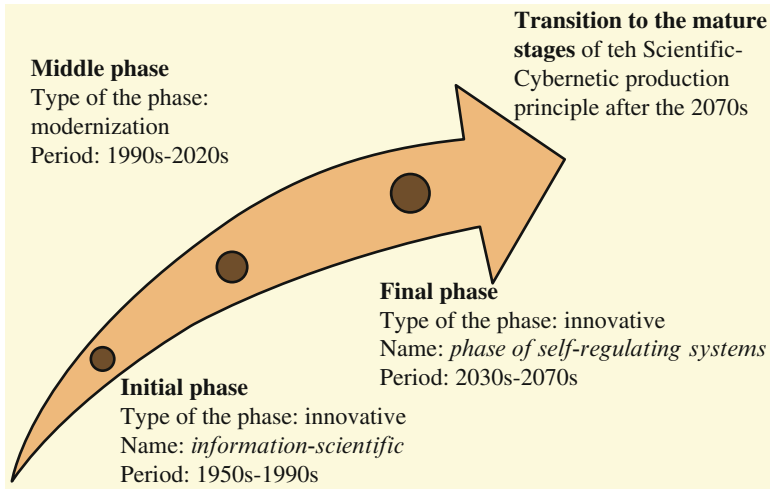 Transition to the mature
stages of teh Scientific-
Cybernetic production
principle after the 2070s
Middle phase
Type of the phase:
modernization
Period: 1990s-2020s
Final phase
Type of the phase: innovative
Name: phase of self-regulating systems
Period: 2030s-2070s
Initial phase
Type of the phase: innovative
Name: information-scientific
Period: 1950s-1990s